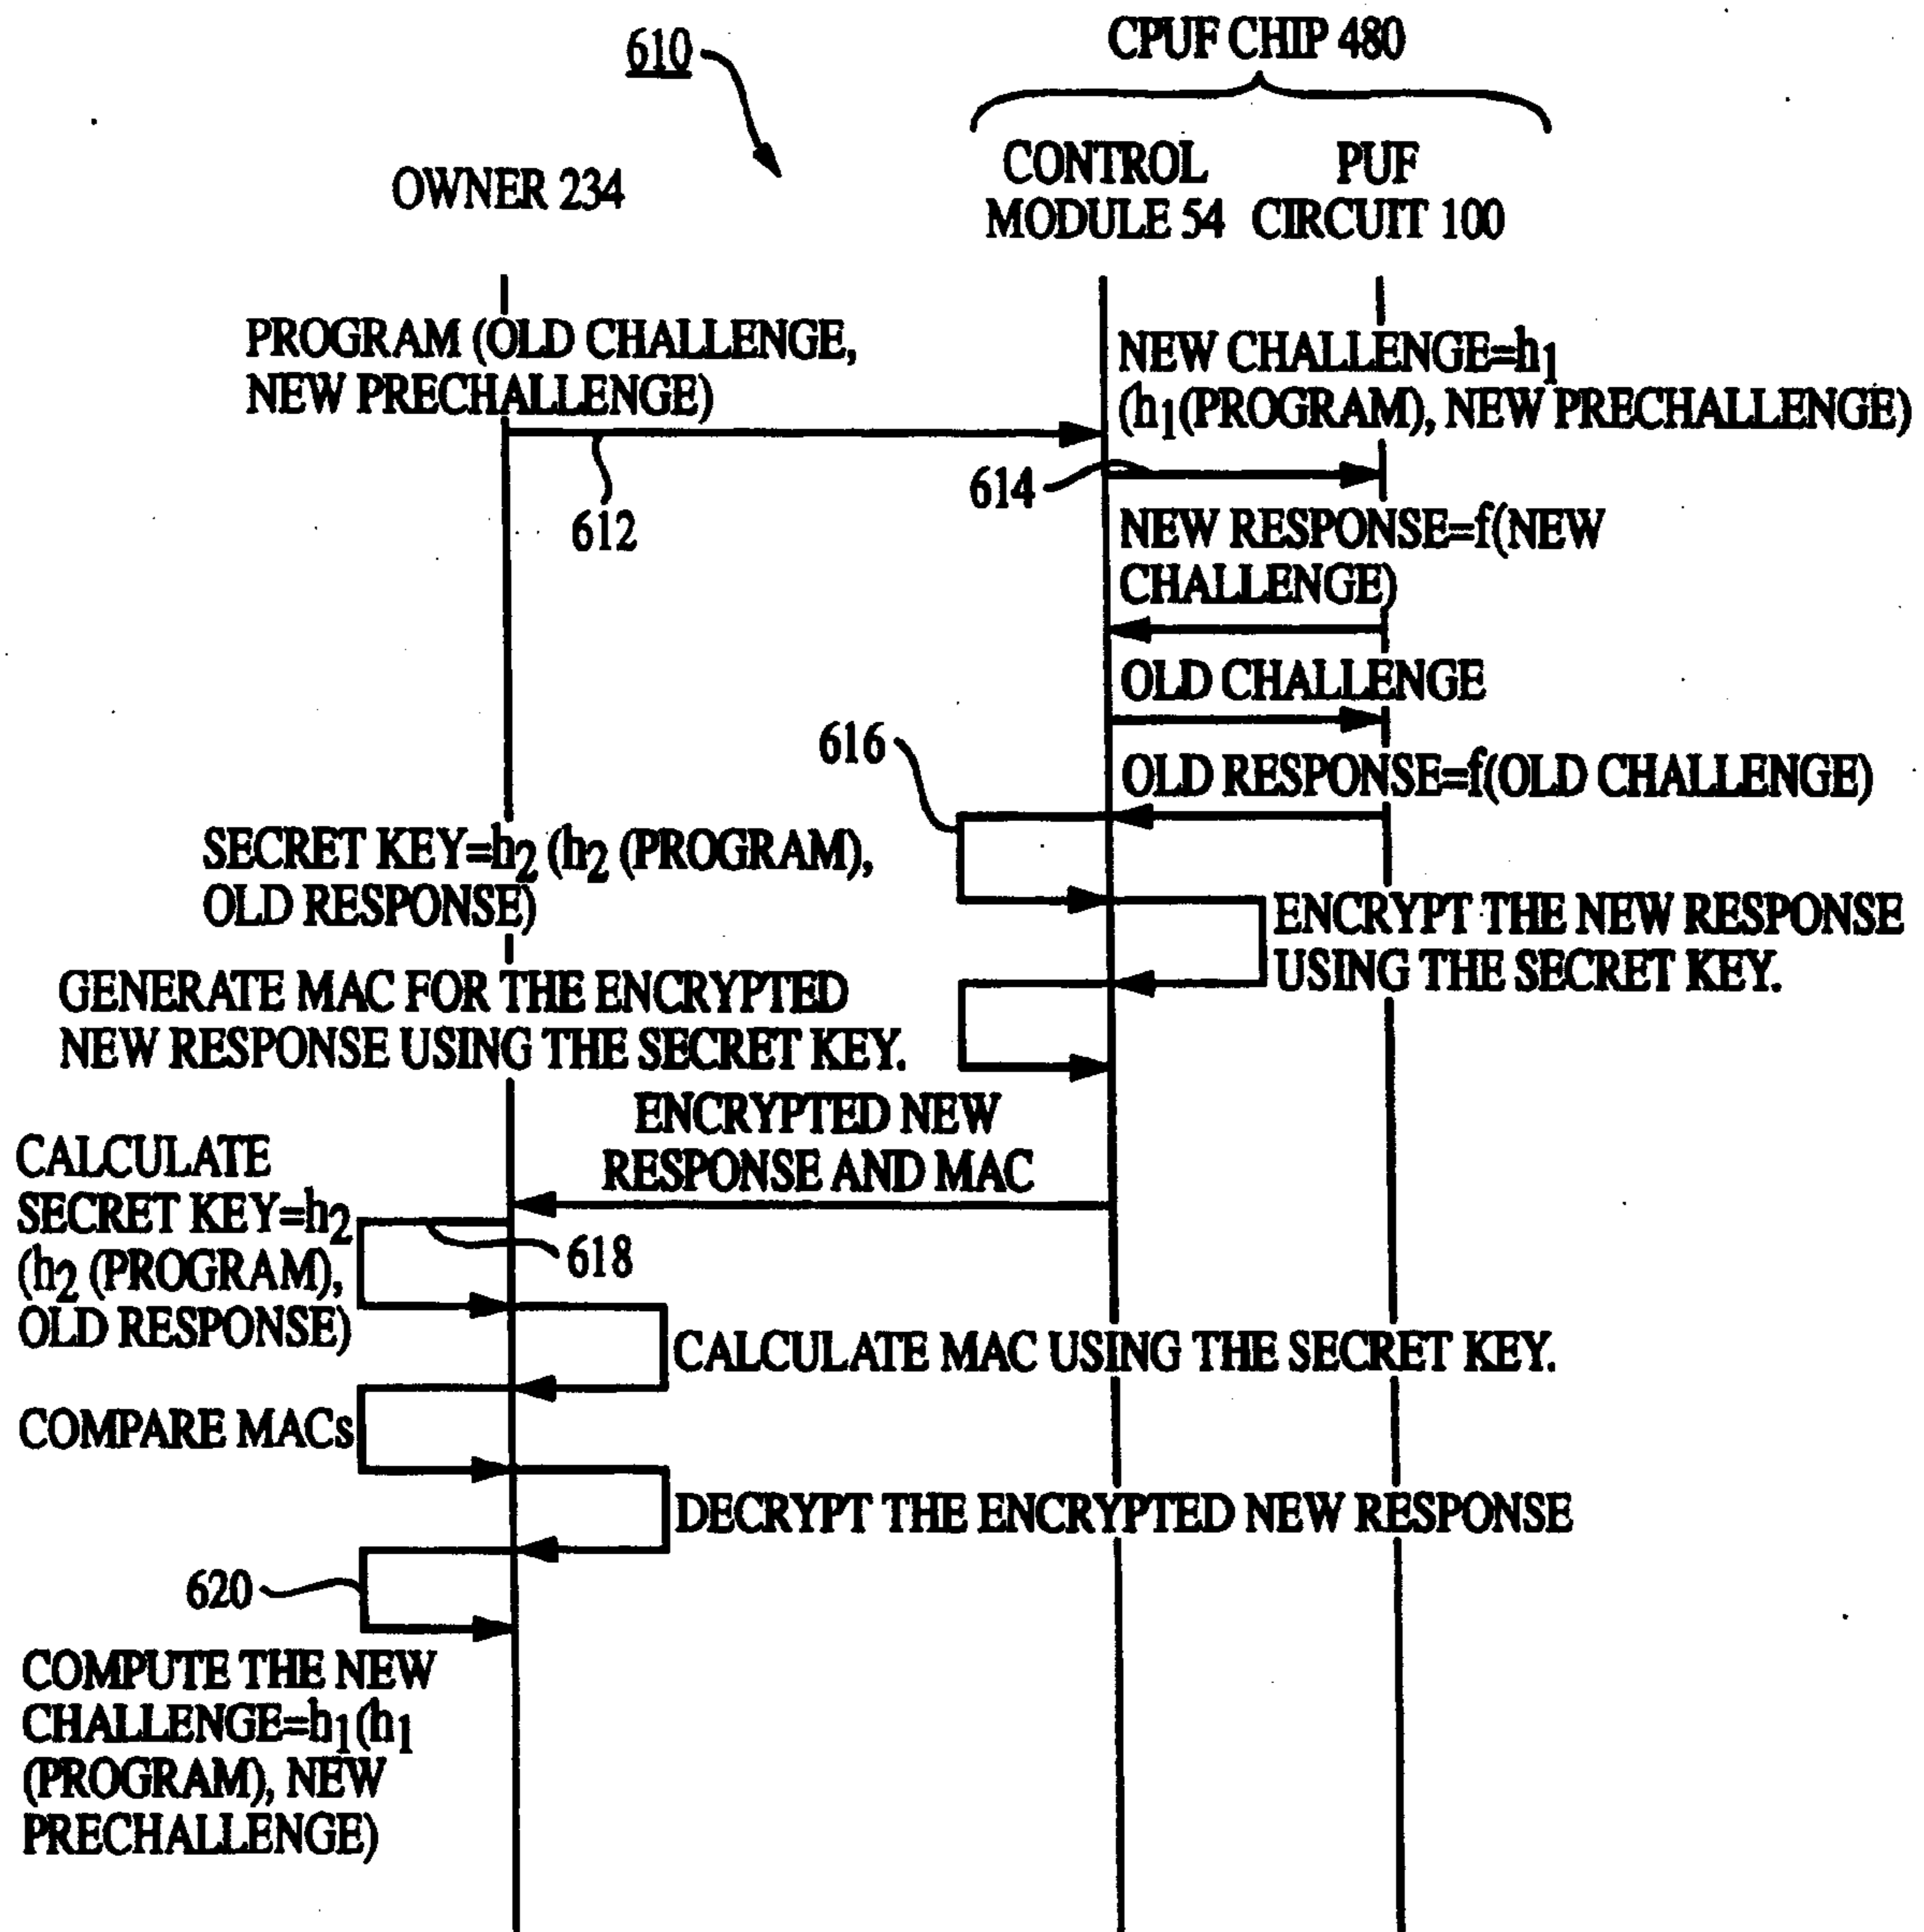 610
CPUF CHIP 480
OWNER 234
CONTROL
MODULE 54
PUF
CIRCUIT 100
PROGRAM (OLD CHALLENGE,
NEW PRECHALLENGE)
612
NEW CHALLENGE=h1
(h1(PROGRAM), NEW PRECHALLENGE)
614
NEW RESPONSE=f(NEW
CHALLENGE)
OLD CHALLENGE
616
OLD RESPONSE=f(OLD CHALLENGE)
SECRET KEY=h2 (h2 (PROGRAM),
OLD RESPONSE)
ENCRYPT THE NEW RESPONSE
USING THE SECRET KEY.
GENERATE MAC FOR THE ENCRYPTED
NEW RESPONSE USING THE SECRET KEY.
ENCRYPTED NEW
RESPONSE AND MAC
CALCULATE
SECRET KEY=h2
(h2 (PROGRAM),
OLD RESPONSE)
618
CALCULATE MAC USING THE SECRET KEY.
COMPARE MACs
DECRYPT THE ENCRYPTED NEW RESPONSE
620
COMPUTE THE NEW
CHALLENGE=h1(h1
(PROGRAM), NEW
PRECHALLENGE)